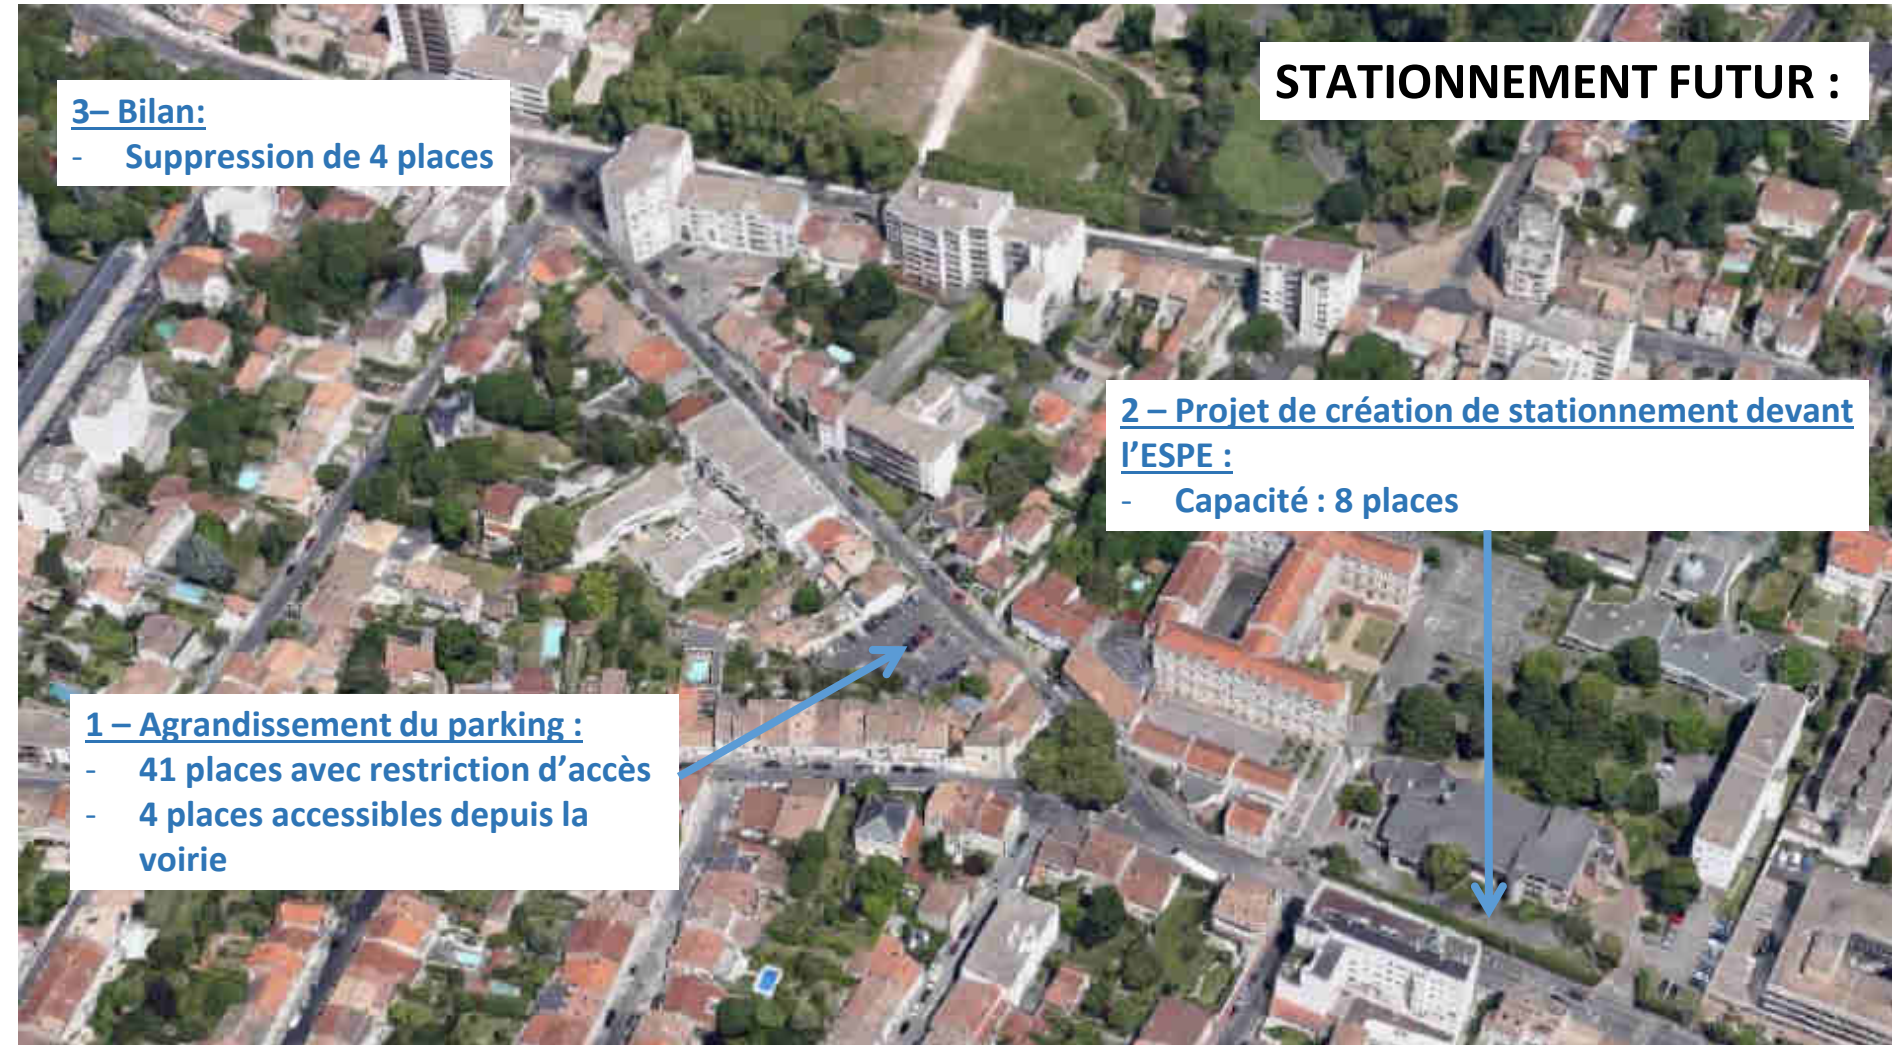 STATIONNEMENT FUTUR :
3– Bilan:
- Suppression de 4 places
2 – Projet de création de stationnement devant
l’ESPE :
- Capacité : 8 places
1 – Agrandissement du parking :
- 41 places avec restriction d’accès
- 4 places accessibles depuis la
voirie